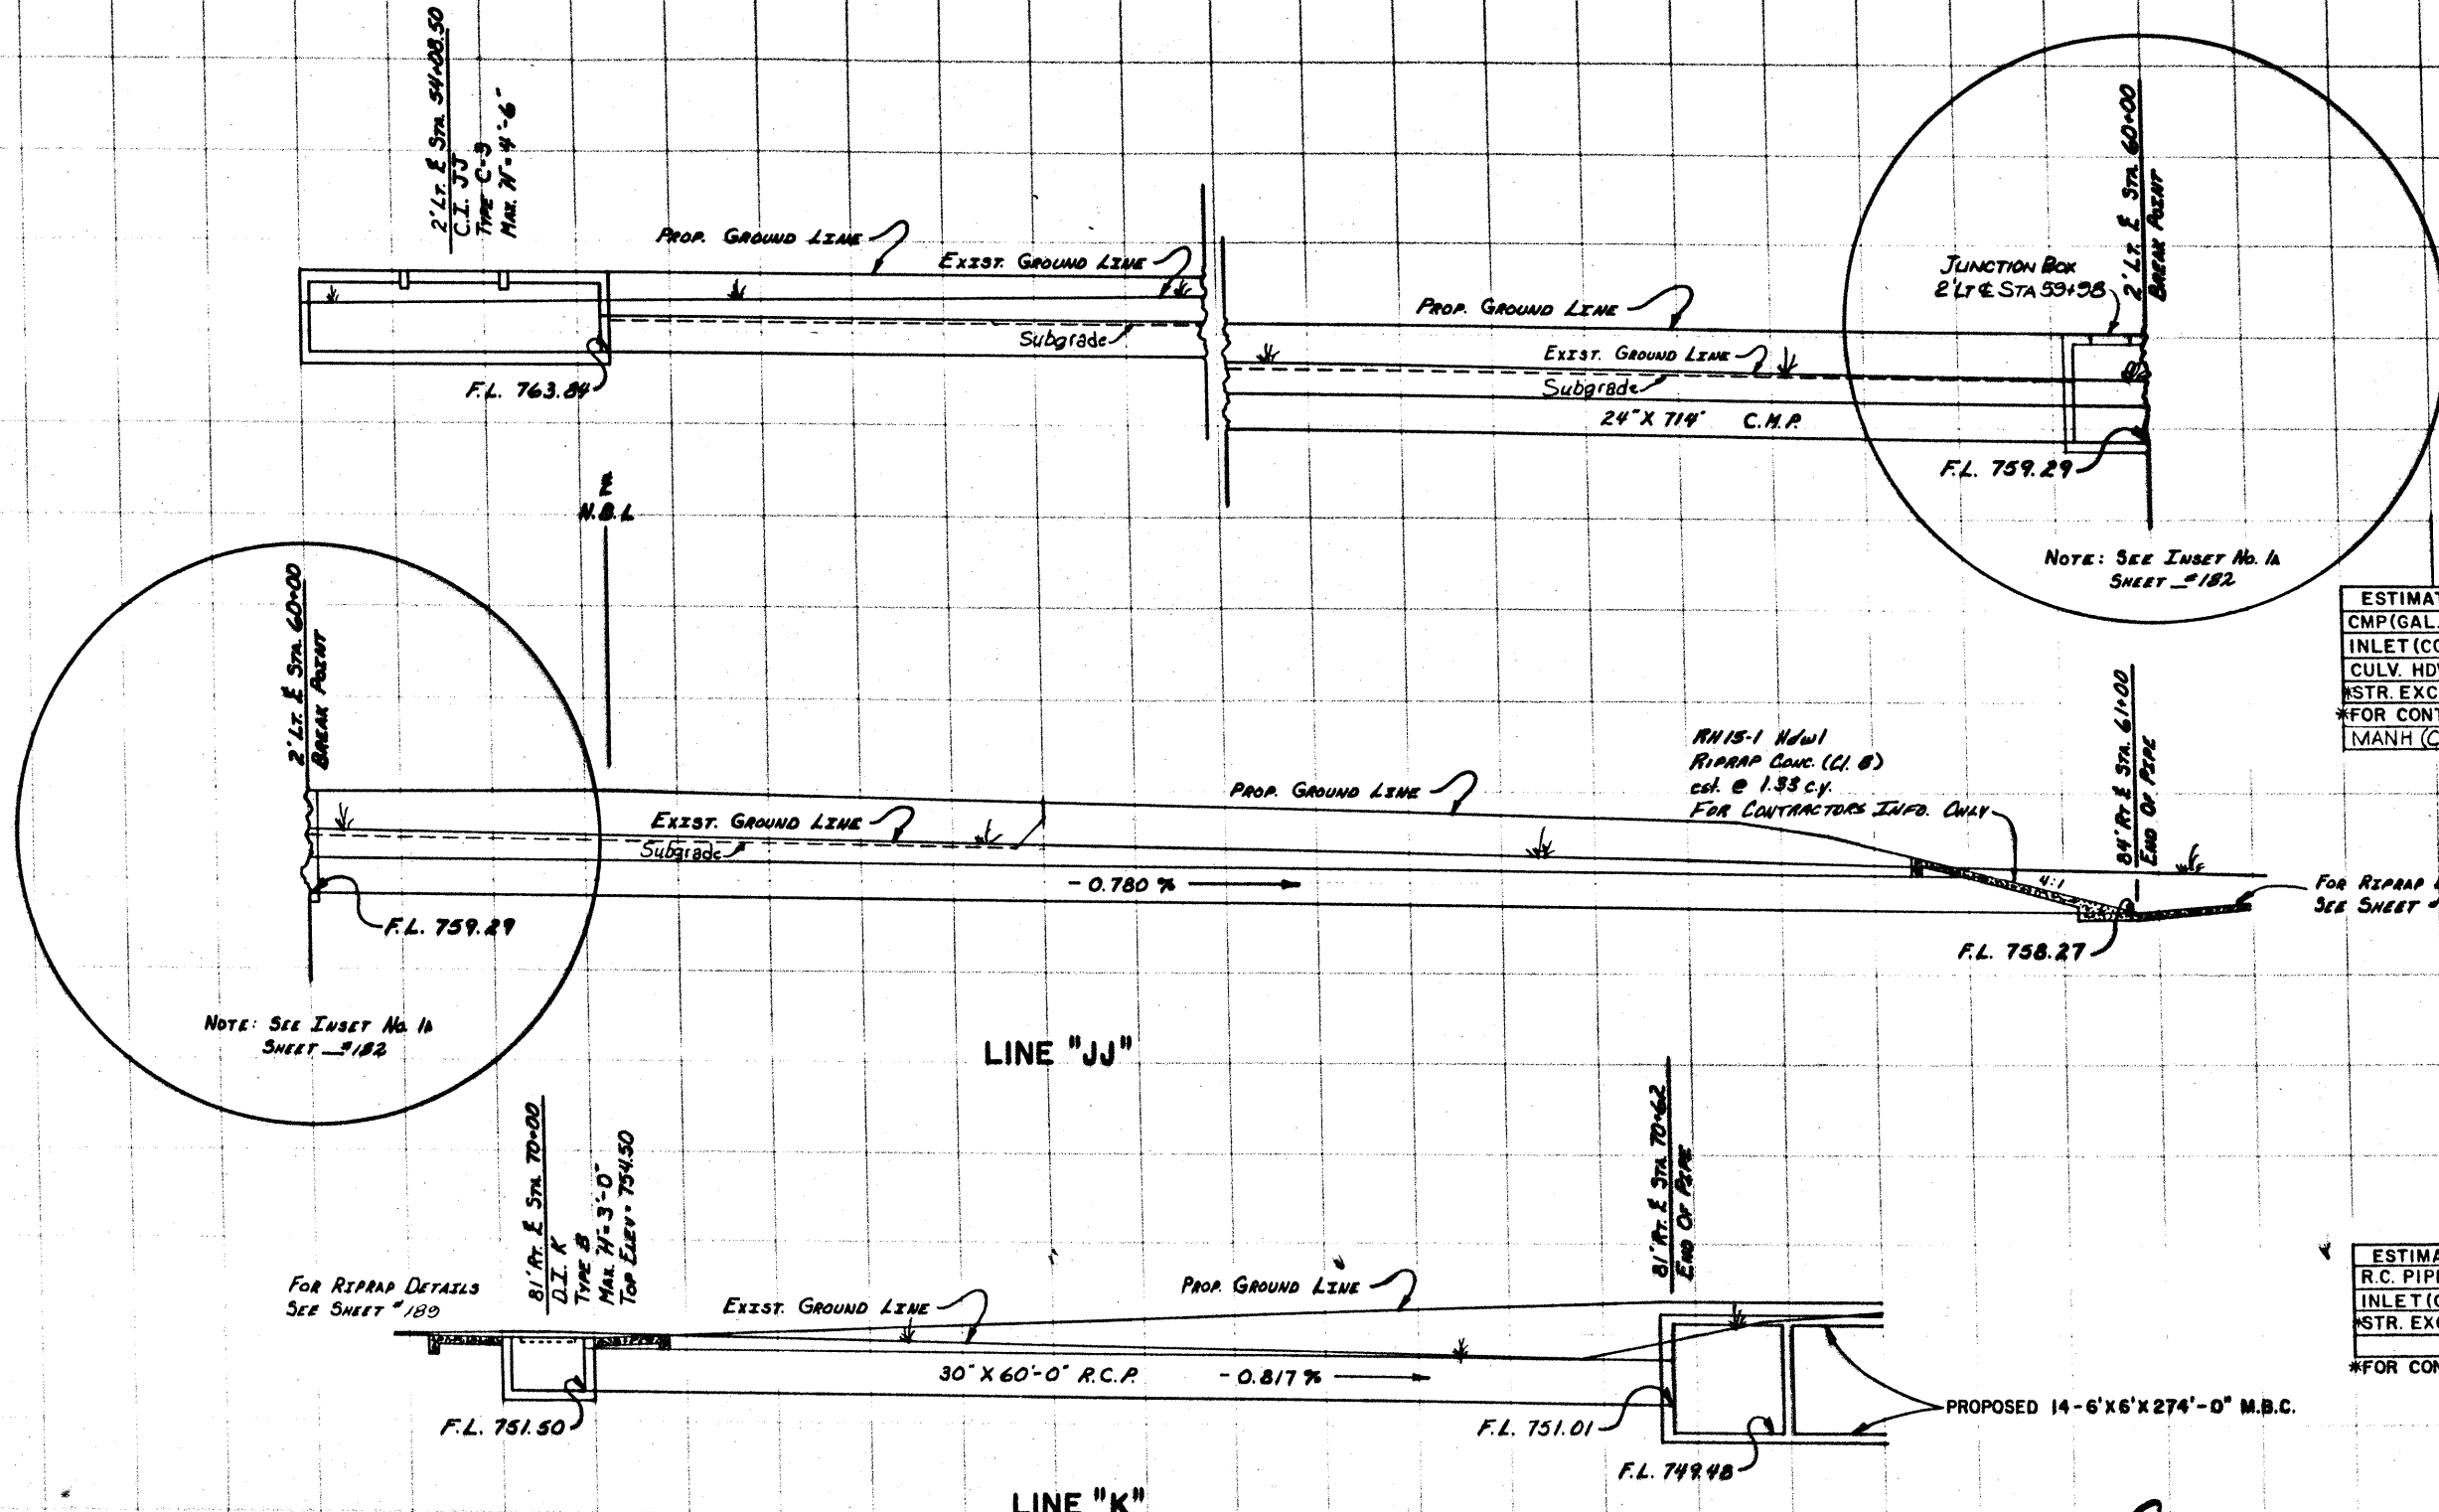 2' LT. ℄ STA. 54+08.50
C.I. JJ
TYPE C-3
MAX. "H"= 4'-6"
PROP. GROUND LINE
EXIST. GROUND LINE
Subgrade
F.L. 763.84
PROP. GROUND LINE
EXIST. GROUND LINE
Subgrade
24" X 714' C.M.P.
JUNCTION BOX
2' LT ℄ STA 59+98
2' LT. ℄ STA. 60+00
BREAK POINT
F.L. 759.29
NOTE: SEE INSET NO. 1A
SHEET #182
ESTIMAT
CMP(GAL.
INLET (CO
CULV. HD
*STR. EXC
*FOR CONT
MANH (C
2' LT. ℄ STA. 60+00
BREAK POINT
N.B.L.
EXIST. GROUND LINE
Subgrade
F.L. 759.29
NOTE: SEE INSET NO. 1A
SHEET #182
- 0.780 %
PROP. GROUND LINE
RH15-1 Hdwl
RIPRAP CONC. (Cl. B)
est. @ 1.33 c.y.
FOR CONTRACTORS INFO. ONLY
4:1
84' RT ℄ STA. 61+00
END OF PIPE
F.L. 758.27
FOR RIPRAP
SEE SHEET
LINE "JJ"
FOR RIPRAP DETAILS
SEE SHEET #189
81' RT. ℄ STA. 70+00
D.I. K
TYPE B
MAX. "H"= 3'-0"
TOP ELEV= 754.50
EXIST. GROUND LINE
PROP. GROUND LINE
30" X 60'-0" R.C.P. - 0.817 %
F.L. 751.50
81' RT. ℄ STA 70+62
END OF PIPE
F.L. 751.01
F.L. 749.48
PROPOSED 14-6'X6'X274'-0" M.B.C.
ESTIMA
R.C. PIP
INLET (
*STR. EX
*FOR CON
LINE "K"